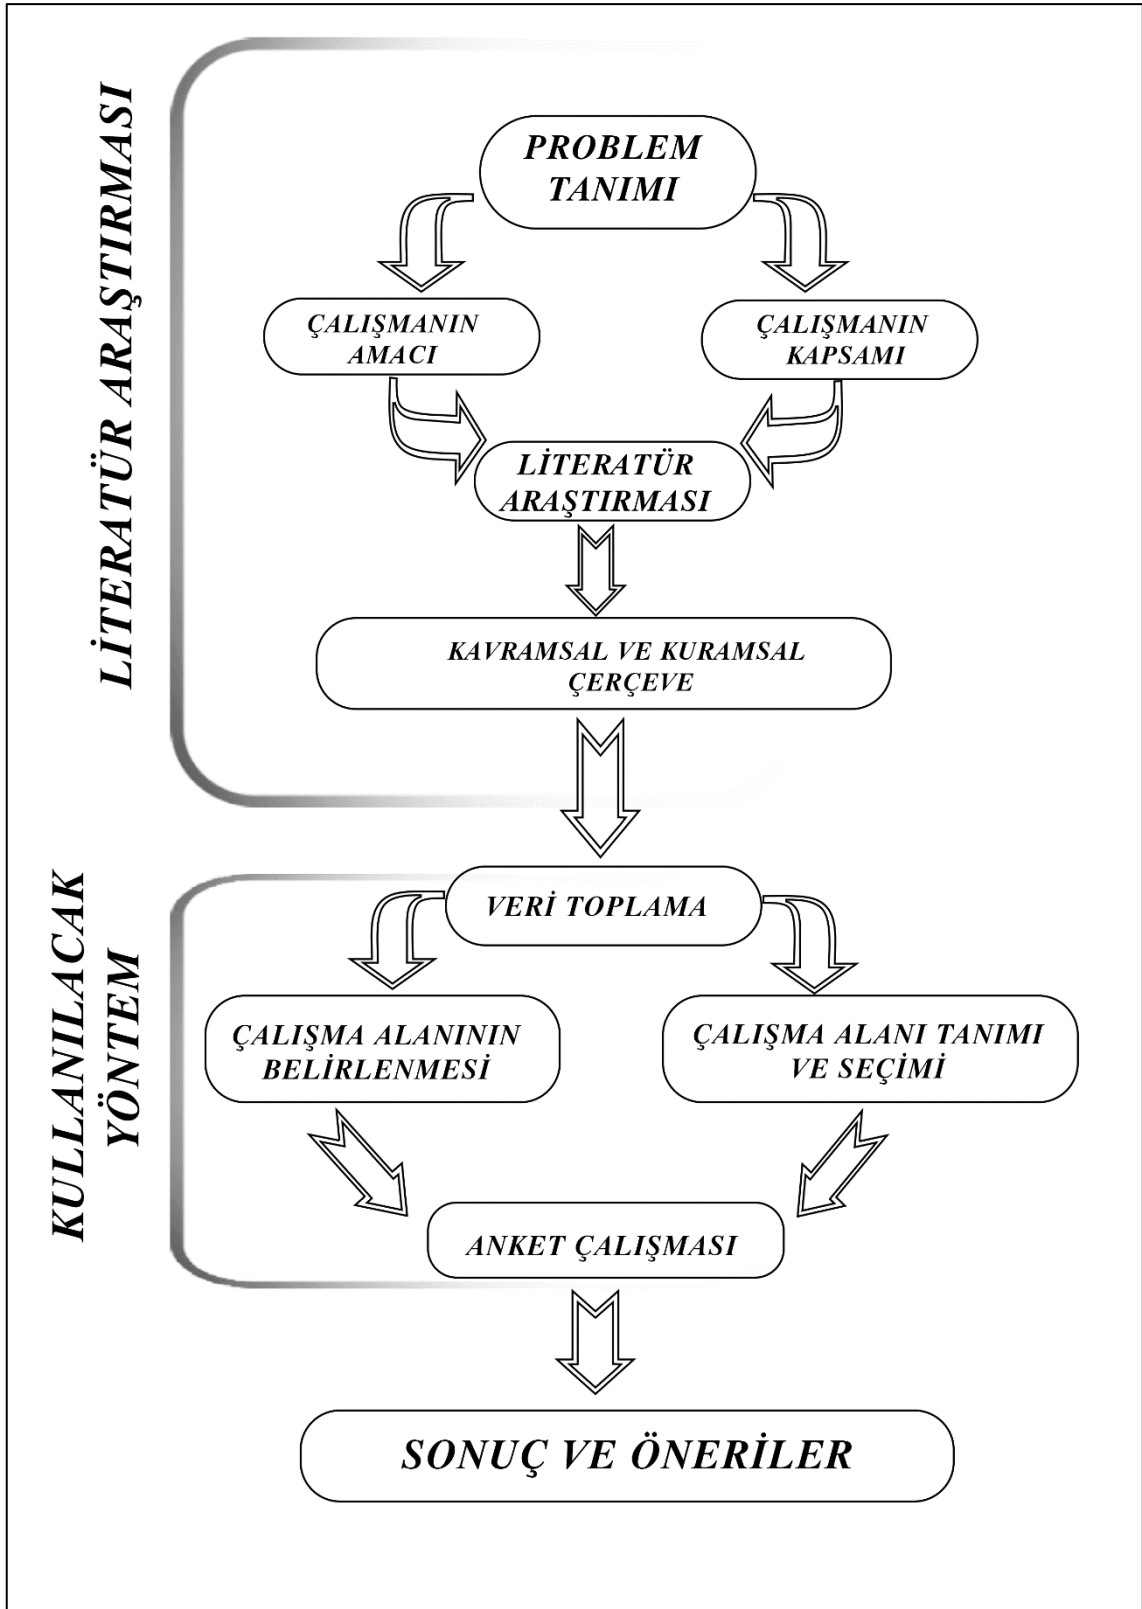 LİTERATÜR ARAŞTIRMASI
PROBLEM
TANIMI
ÇALIŞMANIN
AMACI
ÇALIŞMANIN
KAPSAMI
LİTERATÜR
ARAŞTIRMASI
KAVRAMSAL VE KURAMSAL
ÇERÇEVE
KULLANILACAK
YÖNTEM
VERİ TOPLAMA
ÇALIŞMA ALANININ
BELİRLENMESİ
ÇALIŞMA ALANI TANIMI
VE SEÇİMİ
ANKET ÇALIŞMASI
SONUÇ VE ÖNERİLER